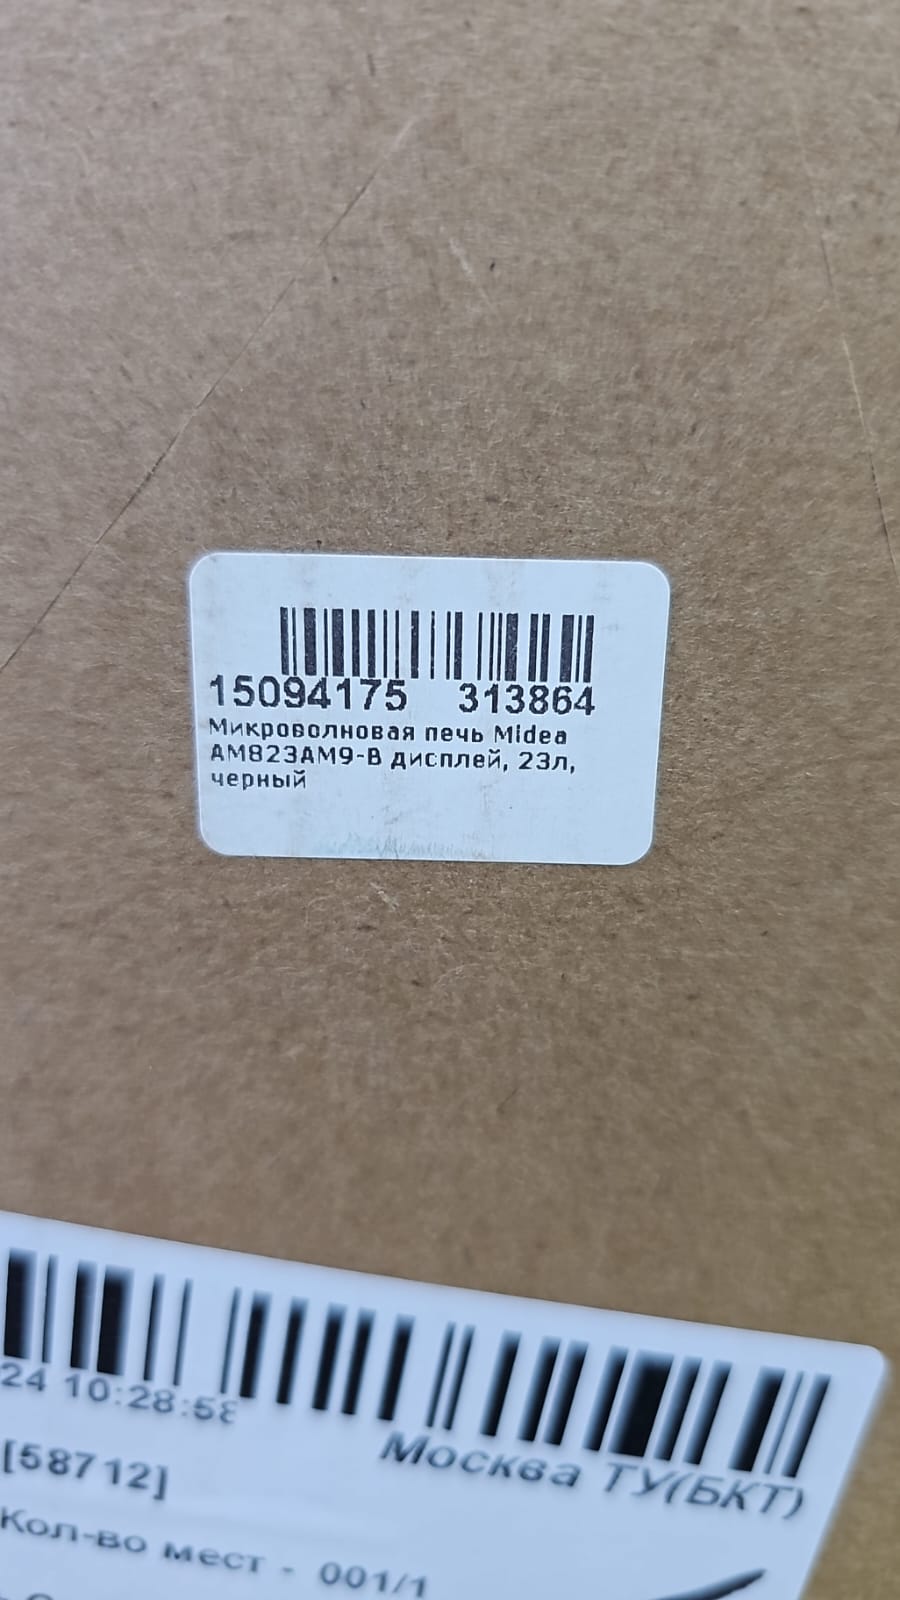 15094175 313864
Микроволновая печь Midea
AM823AM9-B дисплей, 23л,
черный
24 10:28:58
Москва ТУ(БКТ)
[58712]
Кол-во мест - 001/1